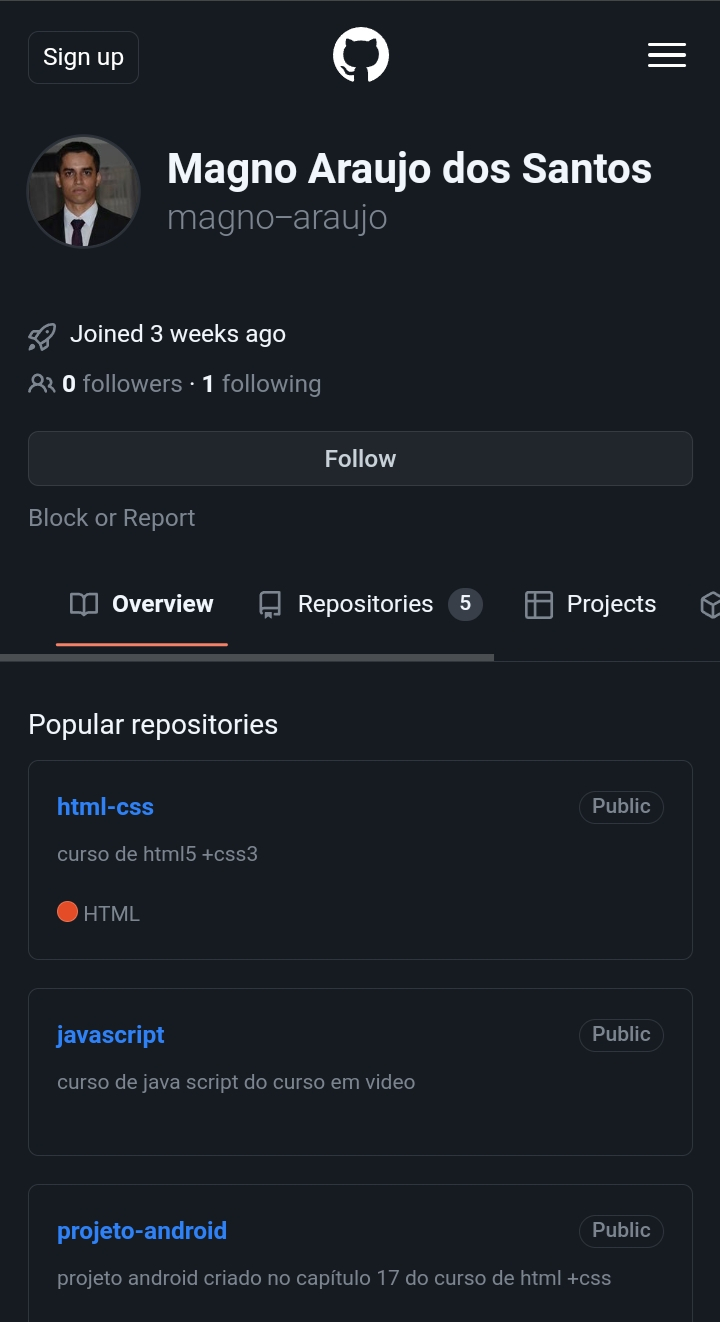 Sign up
Magno Araujo dos Santos
magno-araujo
Joined 3 weeks ago
0 followers · 1 following
Follow
Block or Report
Overview Repositories 5 Projects
Popular repositories
html-css Public
curso de html5 +css3
HTML
javascript Public
curso de java script do curso em video
projeto-android Public
projeto android criado no capítulo 17 do curso de html +css